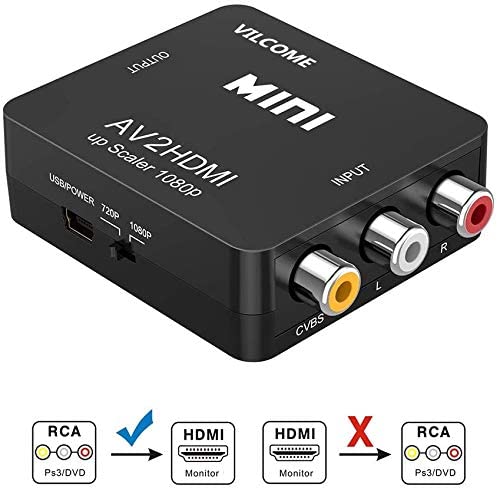 VILCOME
OUTPUT
MINI
AV2HDMI
up Scaler 1080p
USB/POWER
720P
1080P
INPUT
CVBS
L
R
RCA
Ps3/DVD
HDMI
Monitor
HDMI
Monitor
X
RCA
Ps3/DVD